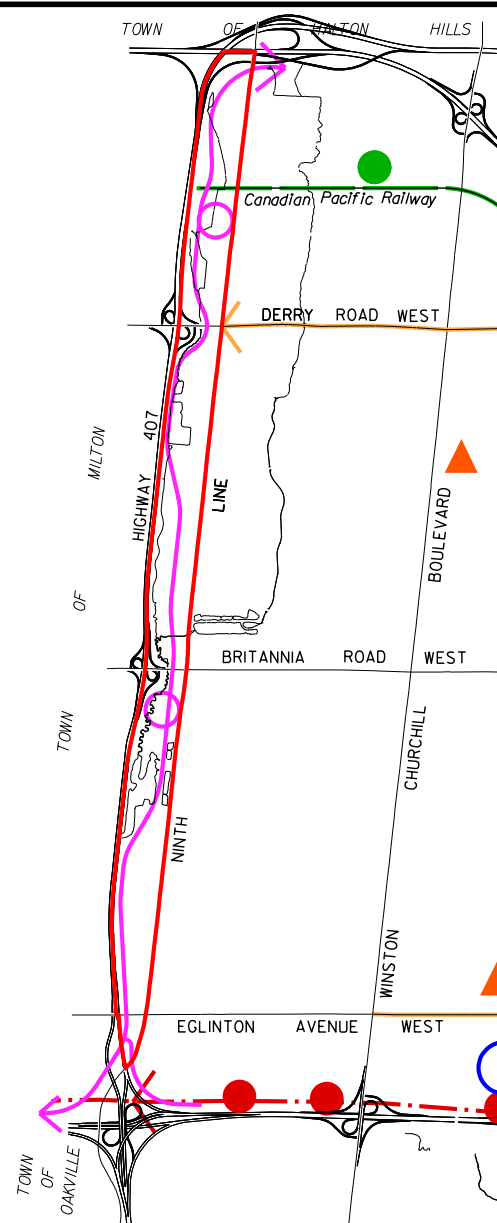 TOWN OF HALTON HILLS
Canadian Pacific Railway
DERRY ROAD WEST
HIGHWAY 407
TOWN OF MILTON
NINTH LINE
BRITANNIA ROAD WEST
WINSTON CHURCHILL BOULEVARD
EGLINTON AVENUE WEST
TOWN
OF
OAKVILLE